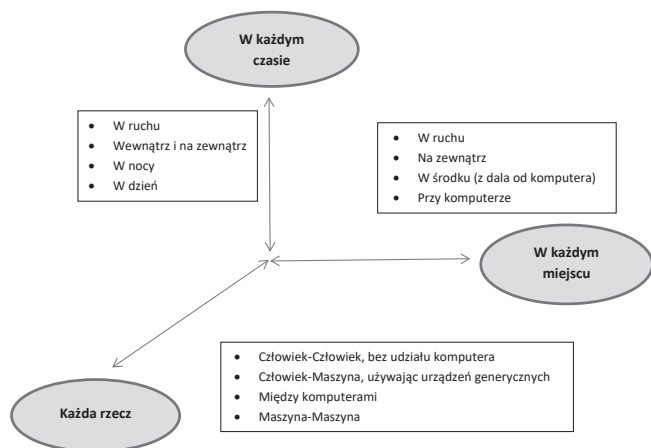 W każdym
czasie
• W ruchu
• Wewnątrz i na zewnątrz
• W nocy
• W dzień
• W ruchu
• Na zewnątrz
• W środku (z dala od komputera)
• Przy komputerze
W każdym
miejscu
• Człowiek-Człowiek, bez udziału komputera
• Człowiek-Maszyna, używając urządzeń generycznych
• Między komputerami
• Maszyna-Maszyna
Każda rzecz